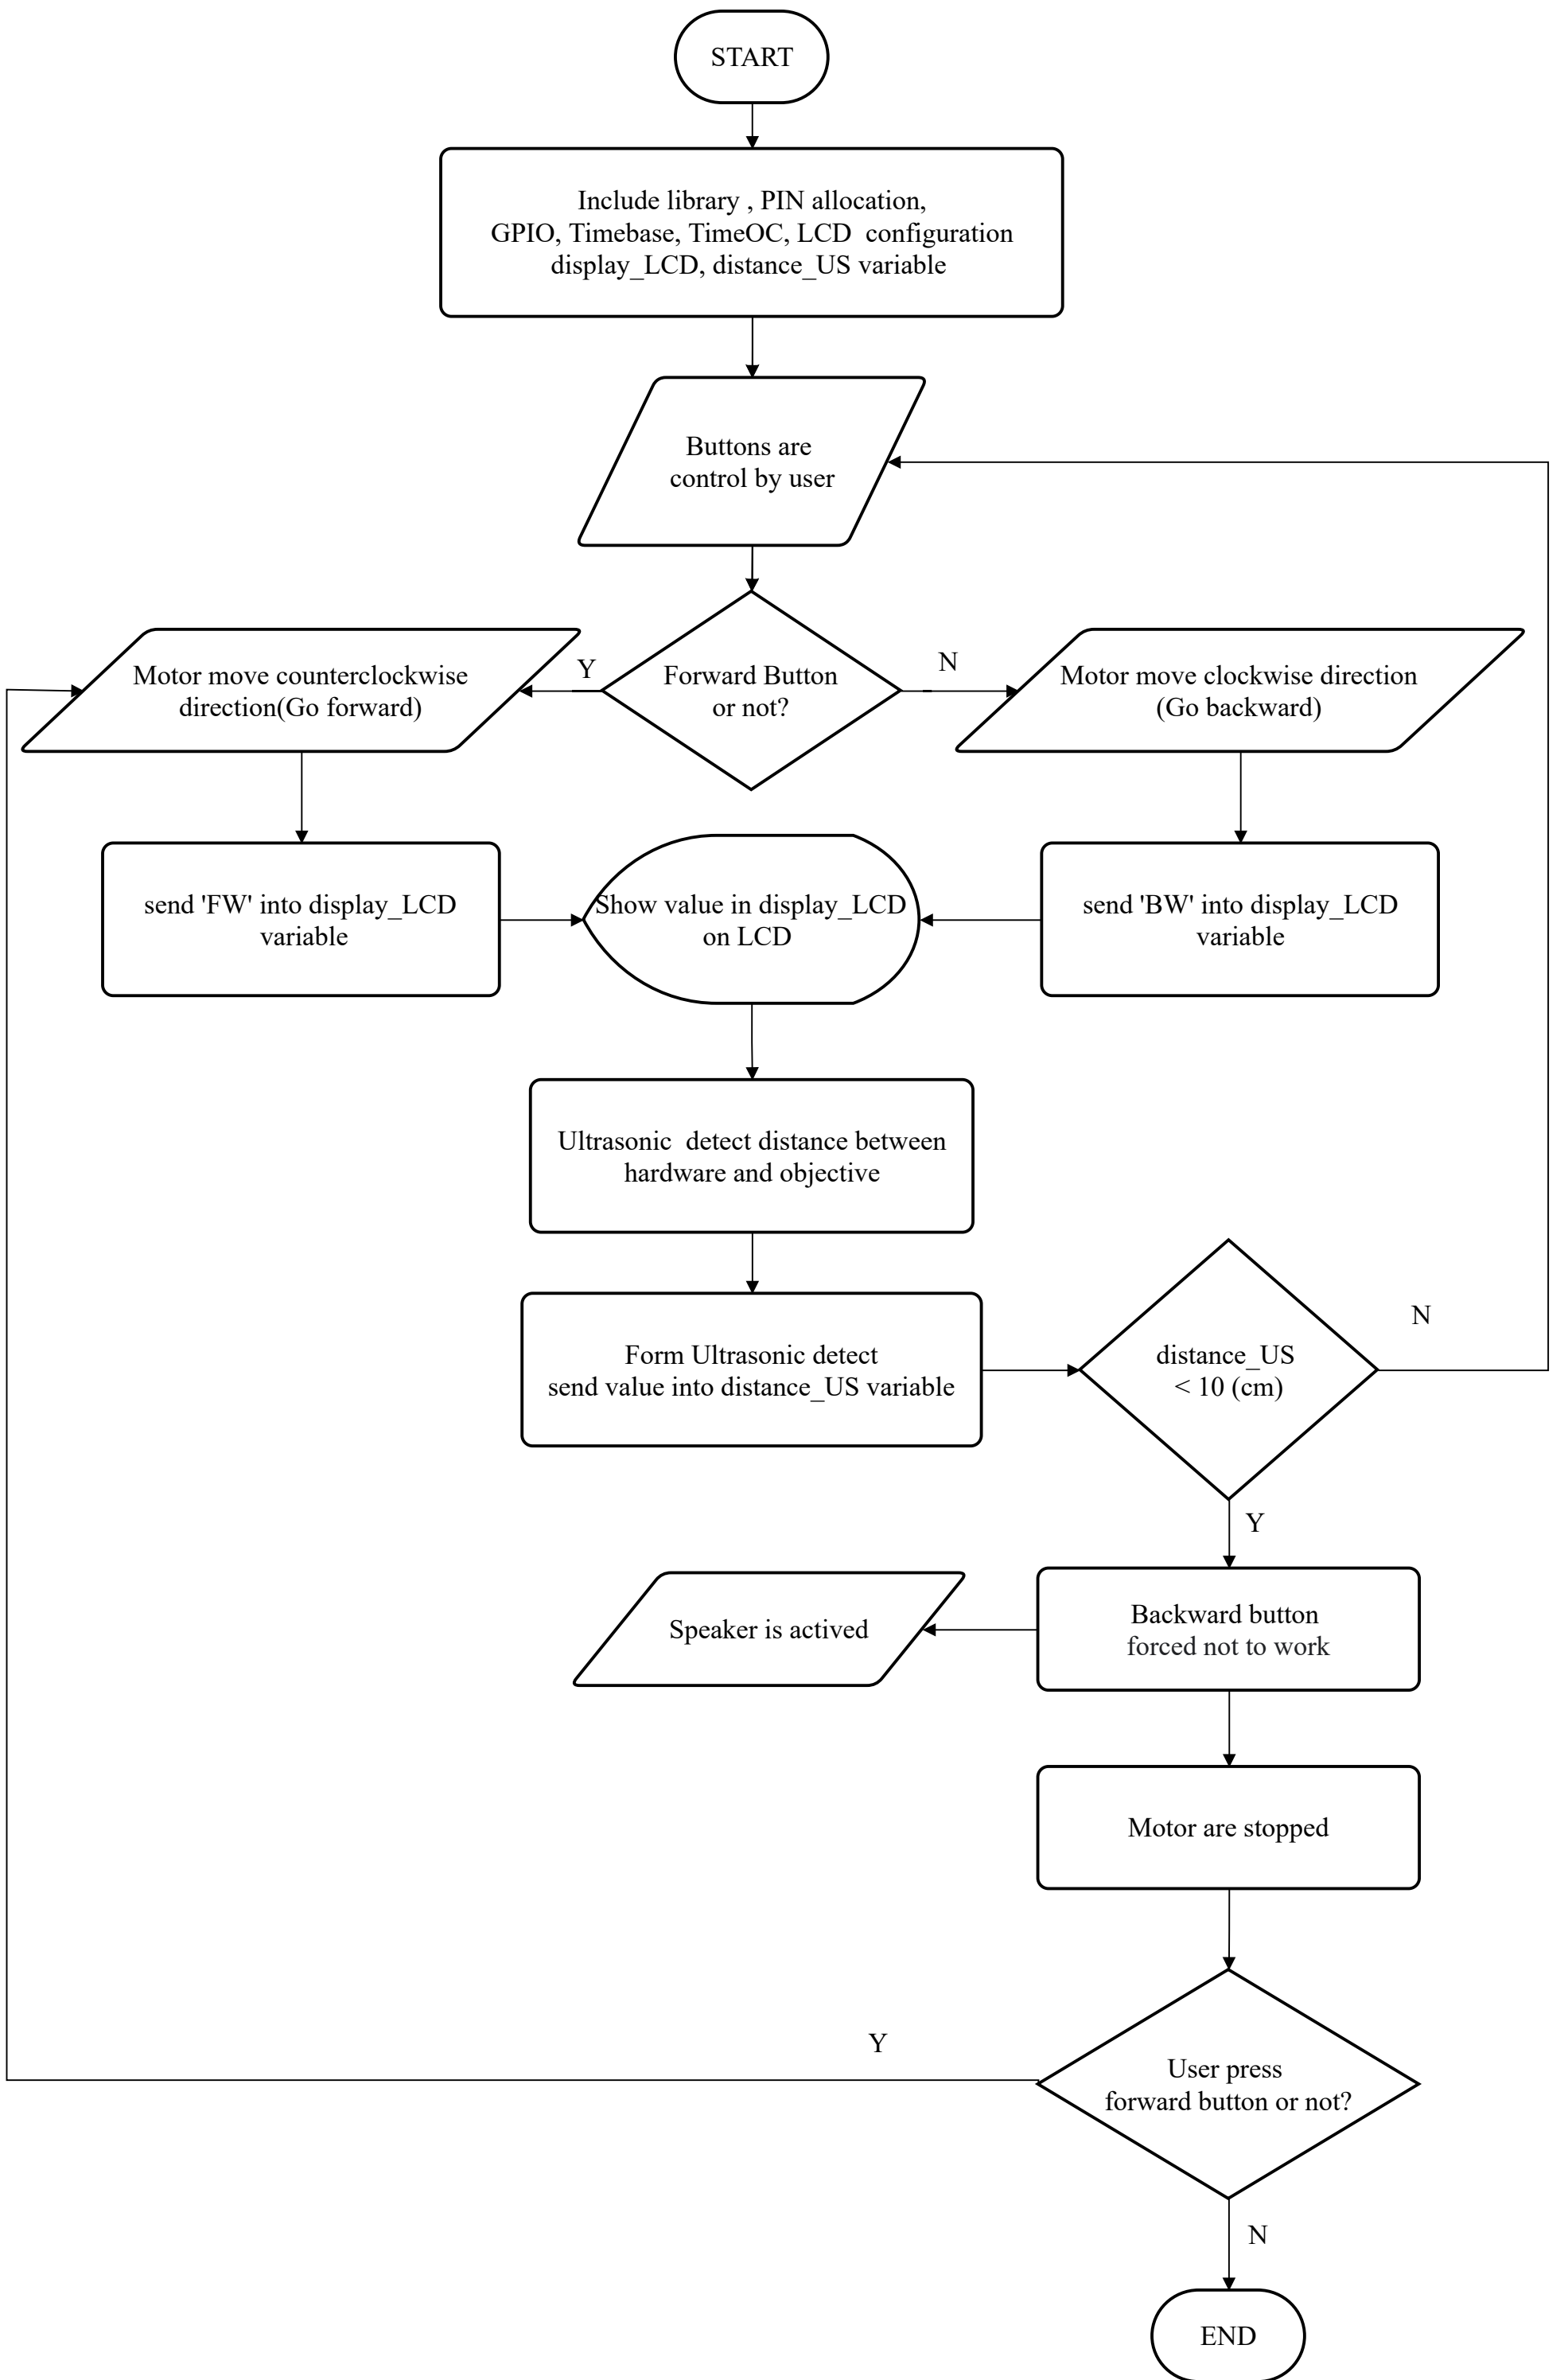 START
Include library , PIN allocation,
GPIO, Timebase, TimeOC, LCD  configuration
display_LCD, distance_US variable
Buttons are
control by user
Forward Button
or not?
Y
N
Motor move counterclockwise
direction(Go forward)
Motor move clockwise direction
(Go backward)
send 'FW' into display_LCD
variable
Show value in display_LCD
on LCD
send 'BW' into display_LCD
variable
Ultrasonic  detect distance between
hardware and objective
Form Ultrasonic detect
send value into distance_US variable
distance_US
< 10 (cm)
N
Y
Backward button
forced not to work
Speaker is actived
Motor are stopped
User press
forward button or not?
Y
N
END